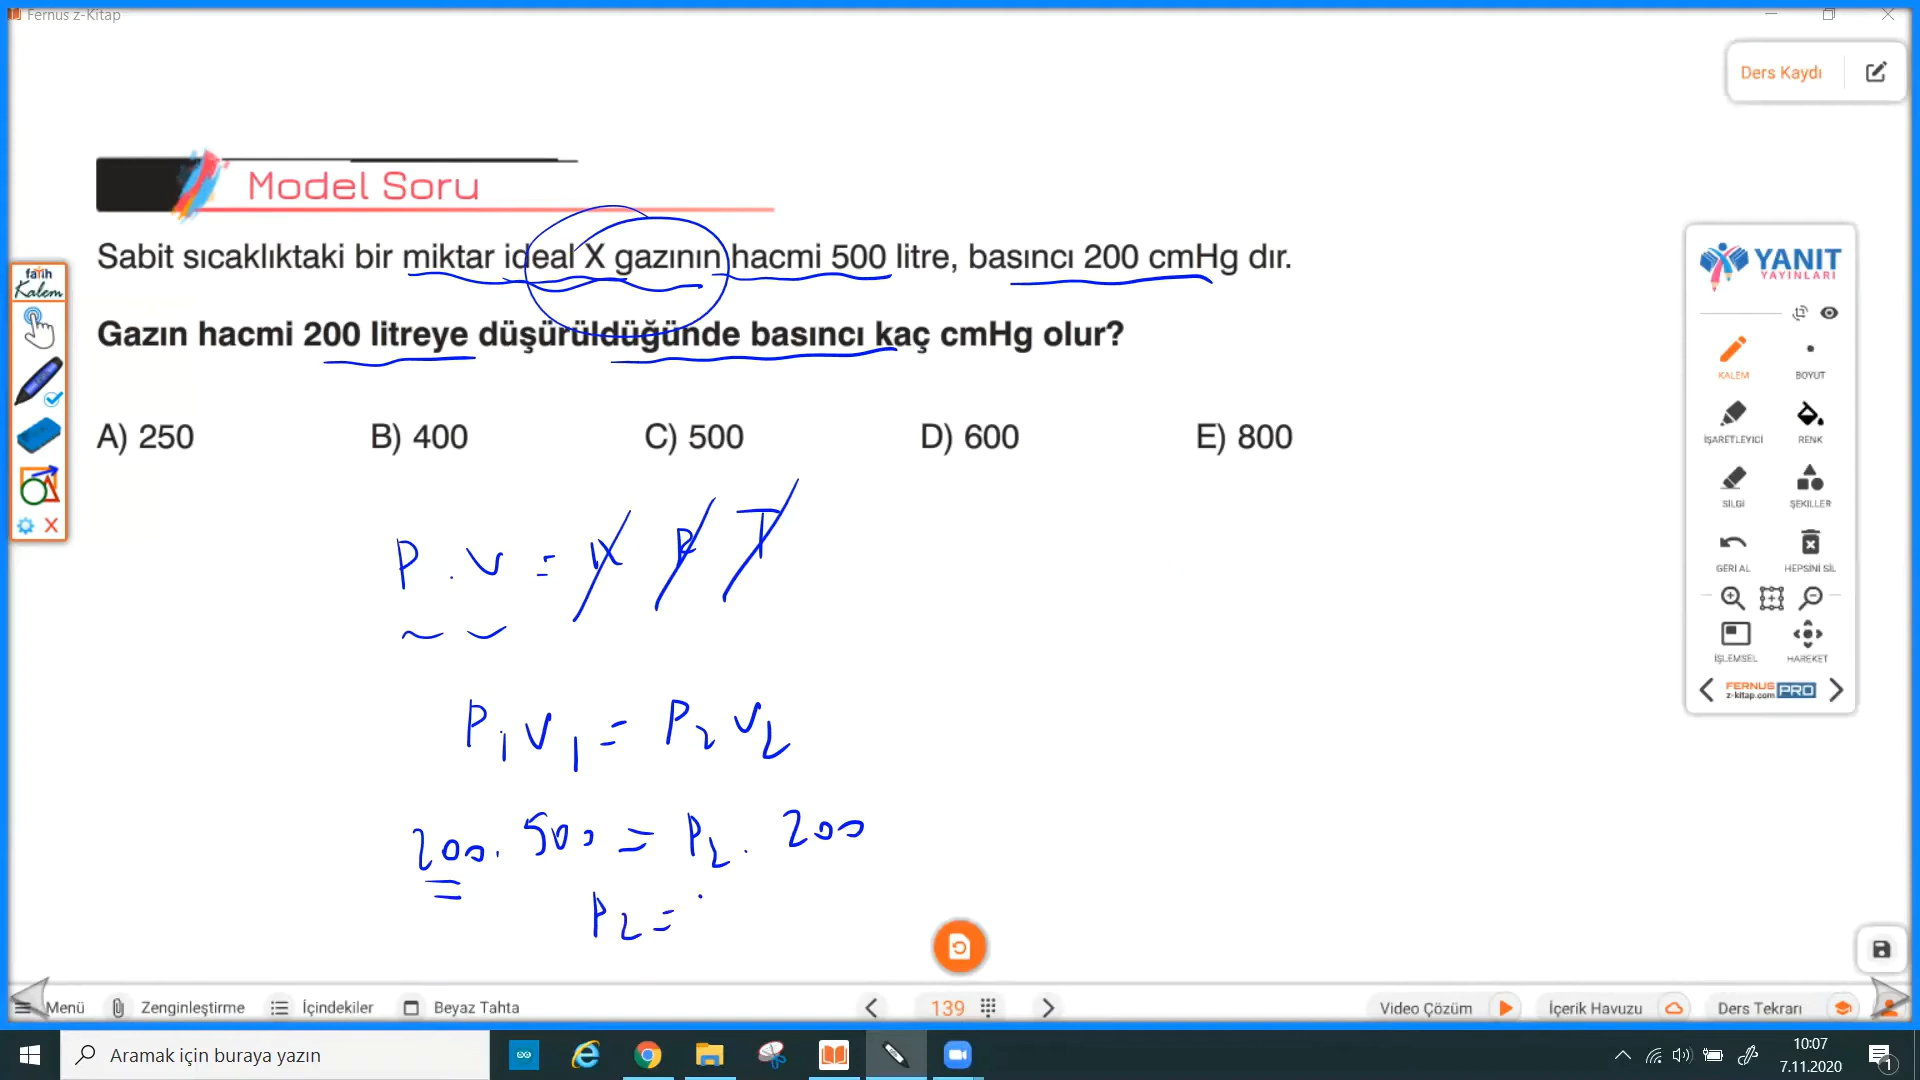 Fernus z-Kitap
Ders Kaydı
Model Soru
Sabit sıcaklıktaki bir miktar ideal X gazının hacmi 500 litre, basıncı 200 cmHg dır.
Gazın hacmi 200 litreye düşürüldüğünde basıncı kaç cmHg olur?
A) 250 B) 400 C) 500 D) 600 E) 800
P . V = n R T
P₁ V₁ = P₂ V₂
200 . 500 = P₂ . 200
P₂ =
fatih
Kalem
YANIT
YAYINLARI
KALEM BOYUT
İŞARETLEYİCİ RENK
SİLGİ ŞEKİLLER
GERİ AL HEPSİNİ SİL
İŞLEMSEL HAREKET
FERNUS PRO
z-kitap.com
Menü Zenginleştirme İçindekiler Beyaz Tahta 139 Video Çözüm İçerik Havuzu Ders Tekrarı
Aramak için buraya yazın
10:07
7.11.2020
1